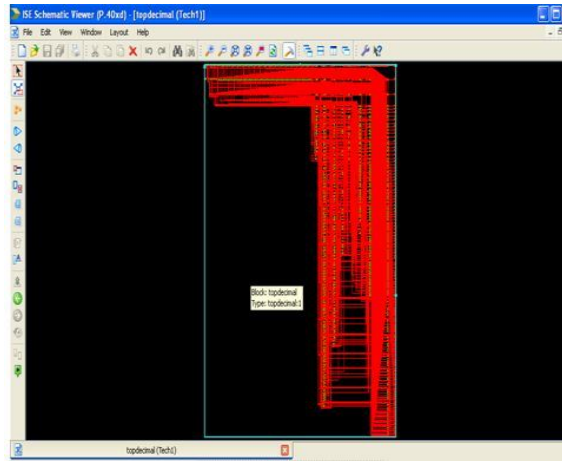 ISE Schematic Viewer (P.40xd) - [topdecimal (Tech1)]
File Edit View Window Layout Help
Block: topdecimal
Type: topdecimal:1
topdecimal (Tech1)